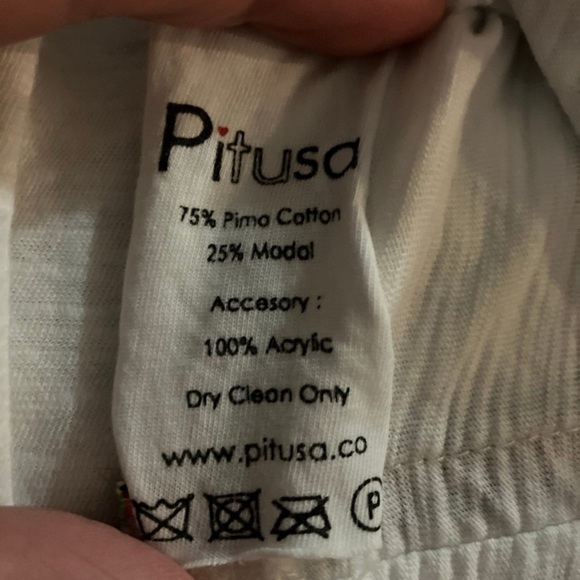 Pitusa
75% Pima Cotton
25% Modal
Accesory :
100% Acrylic
Dry Clean Only
www.pitusa.co
P